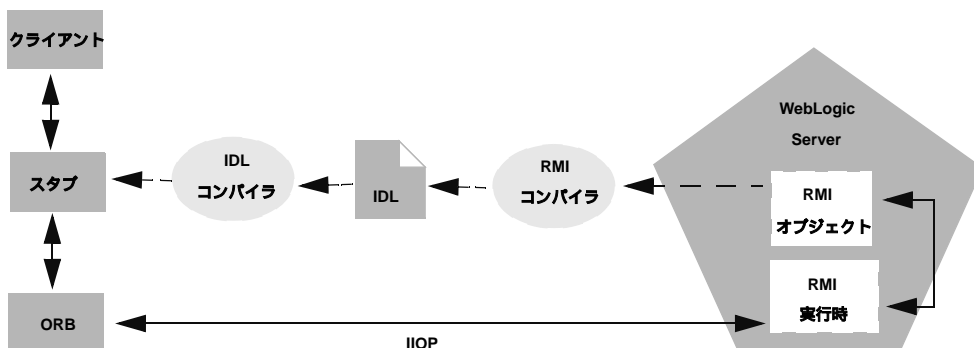 クライアント
WebLogic
Server
IDL
コンパイラ
RMI
コンパイラ
スタブ
IDL
RMI
オブジェクト
RMI
実行時
ORB
IIOP